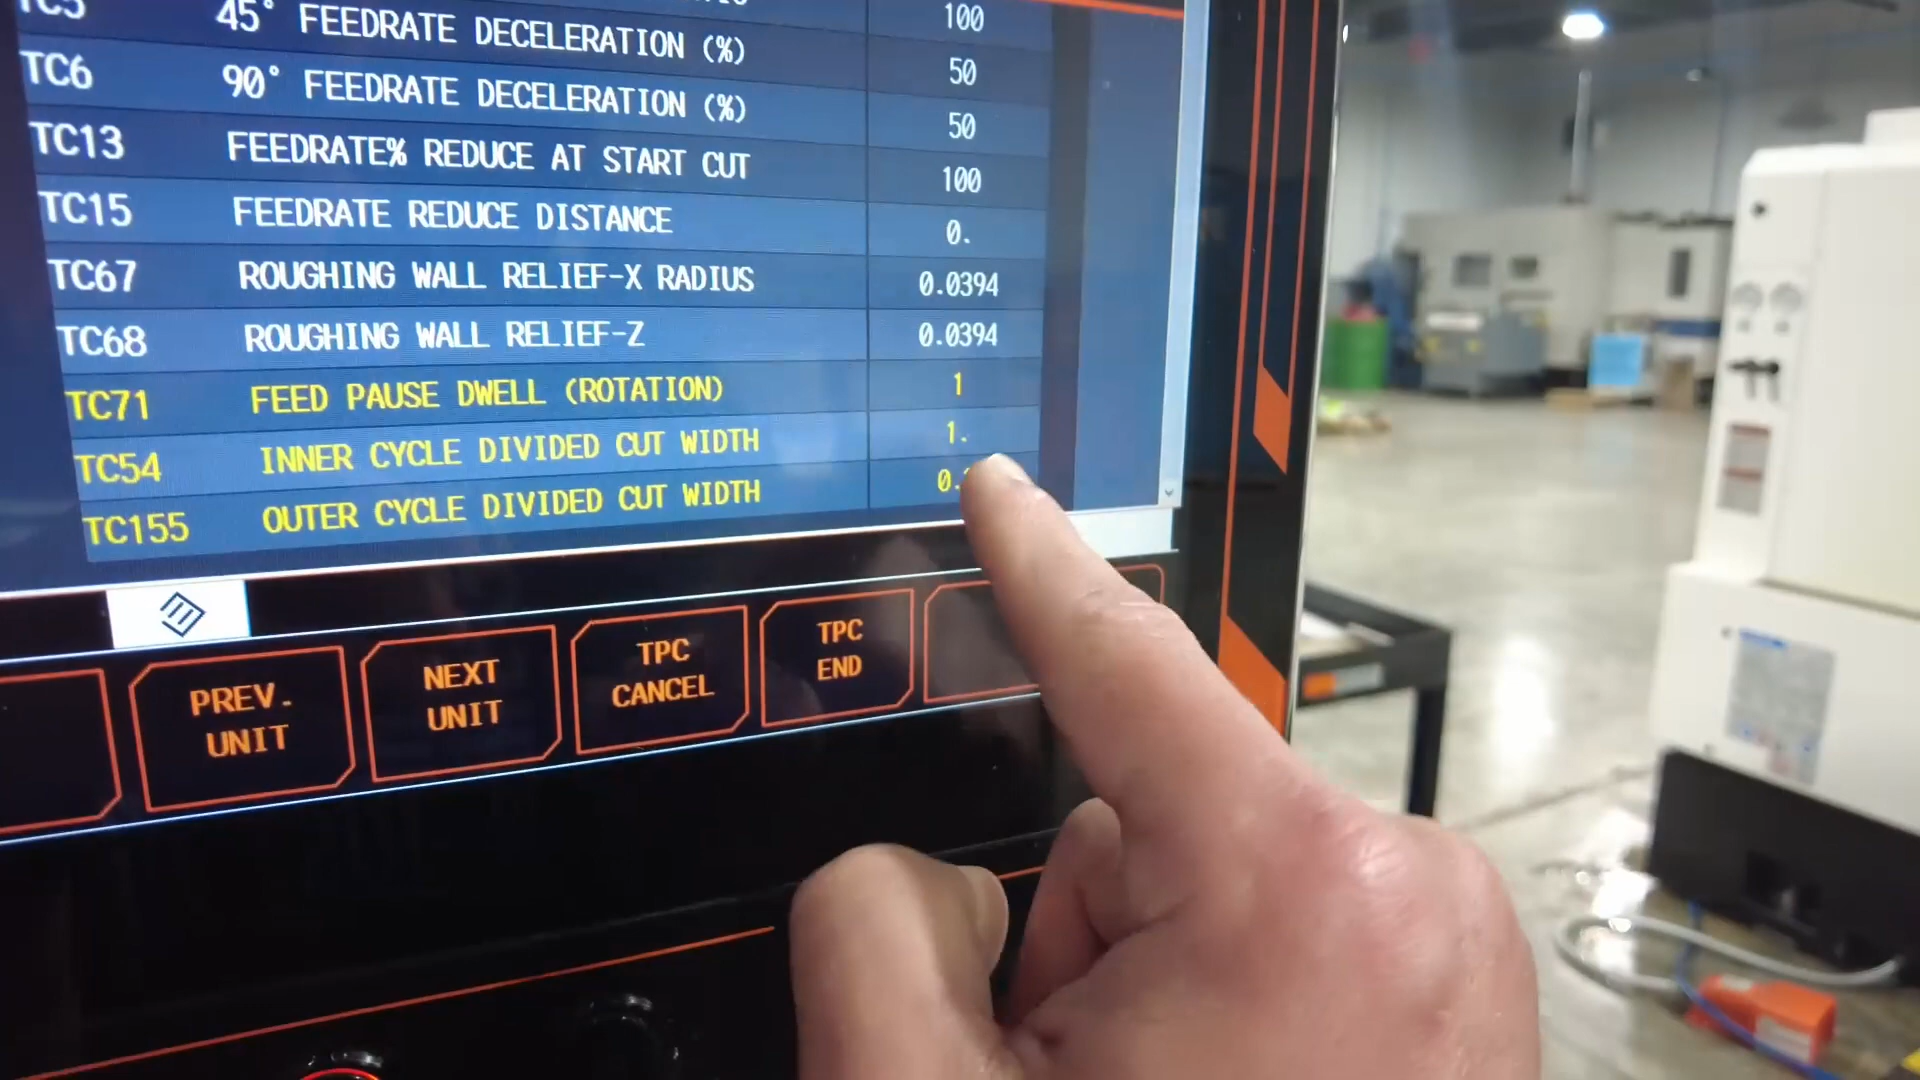 TC5 45° FEEDRATE DECELERATION (%) 100
TC6 90° FEEDRATE DECELERATION (%) 50
TC13 FEEDRATE% REDUCE AT START CUT 50
TC15 FEEDRATE REDUCE DISTANCE 100
TC67 ROUGHING WALL RELIEF-X RADIUS 0.
TC68 ROUGHING WALL RELIEF-Z 0.0394
TC71 FEED PAUSE DWELL (ROTATION) 0.0394
TC54 INNER CYCLE DIVIDED CUT WIDTH 1
TC155 OUTER CYCLE DIVIDED CUT WIDTH 1.
0.
PREV. UNIT
NEXT UNIT
TPC CANCEL
TPC END